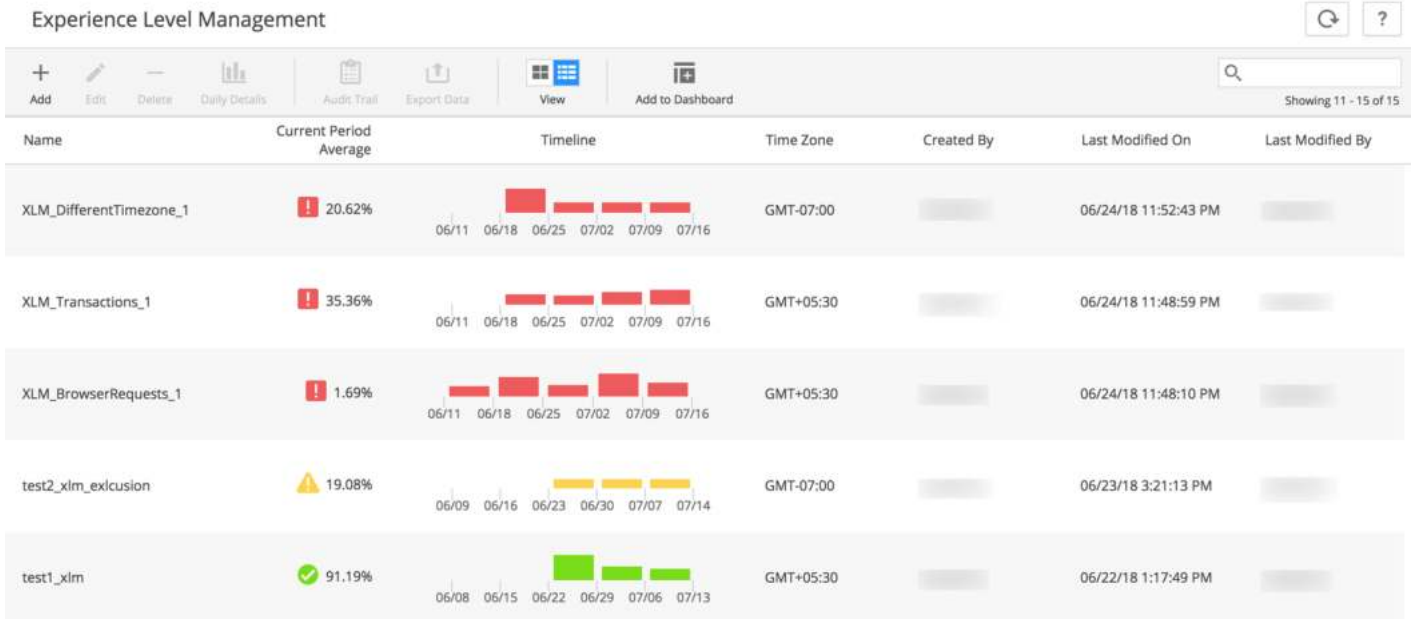 Experience Level Management
?
Add Edit Delete Daily Details Audit Trail Export Data View Add to Dashboard
Showing 11 - 15 of 15
Name Current Period Average Timeline Time Zone Created By Last Modified On Last Modified By
XLM_DifferentTimezone_1 20.62% GMT-07:00 06/24/18 11:52:43 PM
06/11 06/18 06/25 07/02 07/09 07/16
XLM_Transactions_1 35.36% GMT+05:30 06/24/18 11:48:59 PM
06/11 06/18 06/25 07/02 07/09 07/16
XLM_BrowserRequests_1 1.69% GMT+05:30 06/24/18 11:48:10 PM
06/11 06/18 06/25 07/02 07/09 07/16
test2_xlm_exlcusion 19.08% GMT-07:00 06/23/18 3:21:13 PM
06/09 06/16 06/23 06/30 07/07 07/14
test1_xlm 91.19% GMT+05:30 06/22/18 1:17:49 PM
06/08 06/15 06/22 06/29 07/06 07/13